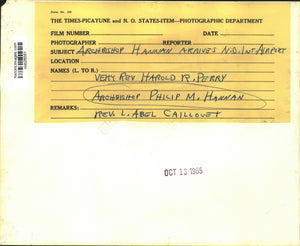 THE TIMES-PICAYUNE and N. O. STATES-ITEM—PHOTOGRAPHIC DEPARTMENT
FILM NUMBER DATE
PHOTOGRAPHER REPORTER
SUBJECT ARCHBISHOP HANNAN ARRIVES N.O. INT. AIRPORT
LOCATION
NAMES (L. TO R.)
VERY REV HAROLD R. PERRY
ARCHBISHOP PHILIP M. HANNAN
REMARKS: REV. L. ABEL CAILLOUET
OCT 13 1965